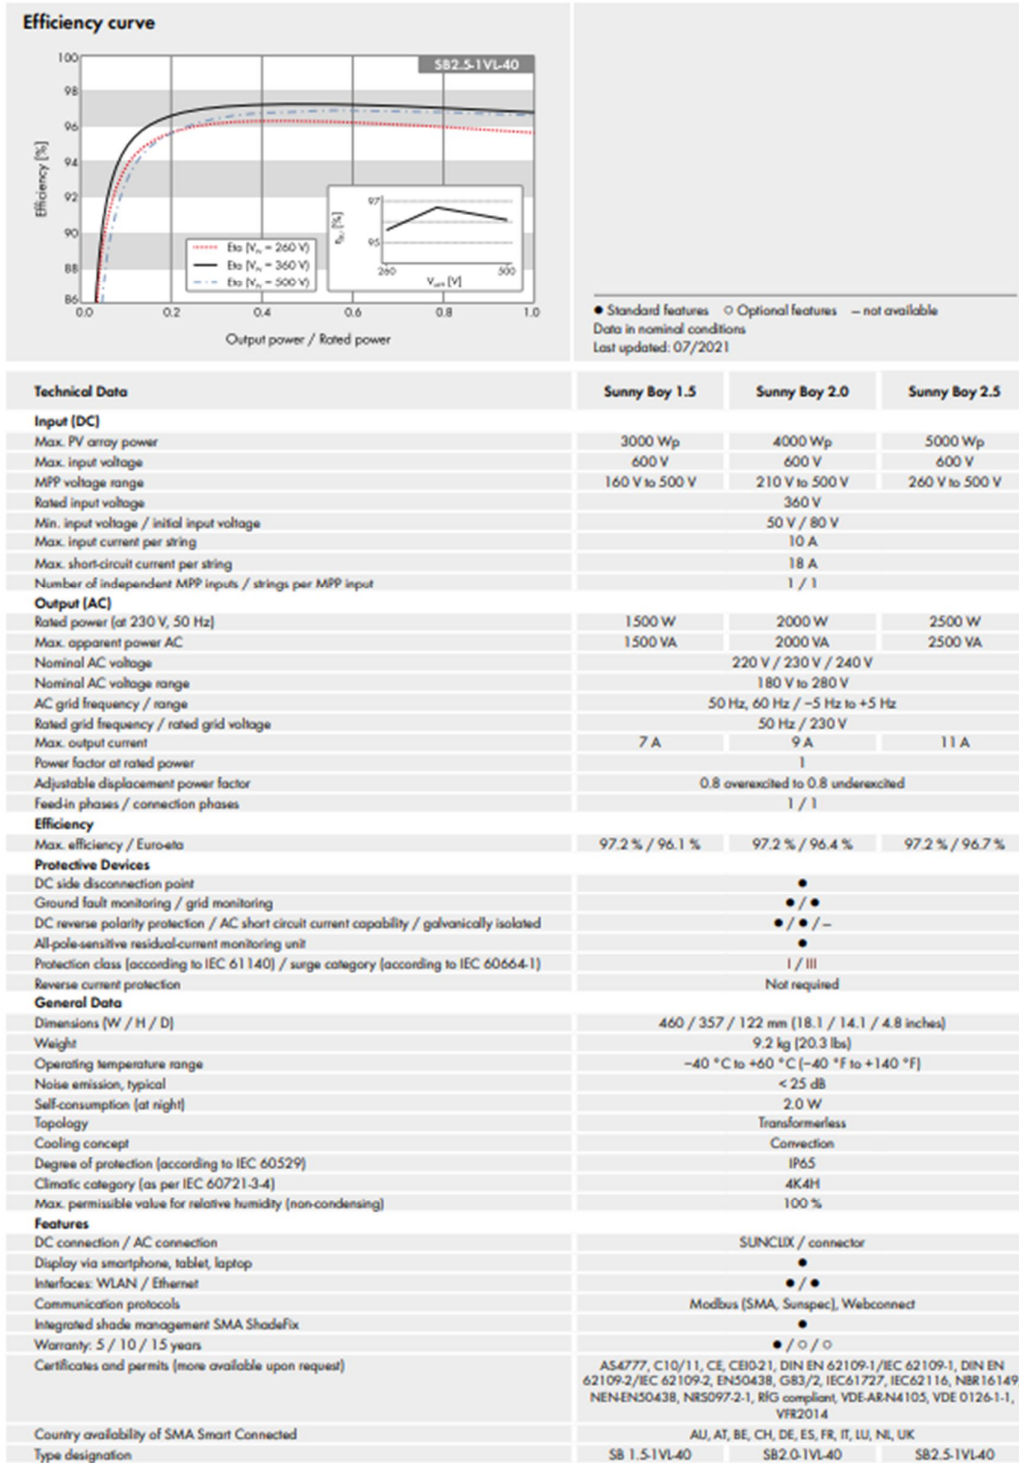 Efficiency curve
SB2.5-1VL-40
100
98
96
94
92
90
88
86
Efficiency [%]
0.0 0.2 0.4 0.6 0.8 1.0
Output power / Rated power
Eta (V = 260 V)
Eta (V = 360 V)
Eta (V = 500 V)
97
95
[%]
260 500
[V]
● Standard features ○ Optional features — not available
Data in nominal conditions
Last updated: 07/2021
Technical Data Sunny Boy 1.5 Sunny Boy 2.0 Sunny Boy 2.5
Input (DC)
Max. PV array power 3000 Wp 4000 Wp 5000 Wp
Max. input voltage 600 V 600 V 600 V
MPP voltage range 160 V to 500 V 210 V to 500 V 260 V to 500 V
Rated input voltage 360 V
Min. input voltage / initial input voltage 50 V / 80 V
Max. input current per string 10 A
Max. short-circuit current per string 18 A
Number of independent MPP inputs / strings per MPP input 1 / 1
Output (AC)
Rated power (at 230 V, 50 Hz) 1500 W 2000 W 2500 W
Max. apparent power AC 1500 VA 2000 VA 2500 VA
Nominal AC voltage 220 V / 230 V / 240 V
Nominal AC voltage range 180 V to 280 V
AC grid frequency / range 50 Hz, 60 Hz / −5 Hz to +5 Hz
Rated grid frequency / rated grid voltage 50 Hz / 230 V
Max. output current 7 A 9 A 11 A
Power factor at rated power 1
Adjustable displacement power factor 0.8 overexcited to 0.8 underexcited
Feed-in phases / connection phases 1 / 1
Efficiency
Max. efficiency / Euro-eta 97.2 % / 96.1 % 97.2 % / 96.4 % 97.2 % / 96.7 %
Protective Devices
DC side disconnection point ●
Ground fault monitoring / grid monitoring ● / ●
DC reverse polarity protection / AC short circuit current capability / galvanically isolated ● / ● / —
All-pole-sensitive residual-current monitoring unit ●
Protection class (according to IEC 61140) / surge category (according to IEC 60664-1) I / III
Reverse current protection Not required
General Data
Dimensions (W / H / D) 460 / 357 / 122 mm (18.1 / 14.1 / 4.8 inches)
Weight 9.2 kg (20.3 lbs)
Operating temperature range −40 °C to +60 °C (−40 °F to +140 °F)
Noise emission, typical < 25 dB
Self-consumption (at night) 2.0 W
Topology Transformerless
Cooling concept Convection
Degree of protection (according to IEC 60529) IP65
Climatic category (as per IEC 60721-3-4) 4K4H
Max. permissible value for relative humidity (non-condensing) 100 %
Features
DC connection / AC connection SUNCLIX / connector
Display via smartphone, tablet, laptop ●
Interfaces: WLAN / Ethernet ● / ●
Communication protocols Modbus (SMA, Sunspec), Webconnect
Integrated shade management SMA ShadeFix ●
Warranty: 5 / 10 / 15 years ● / ○ / ○
Certificates and permits (more available upon request) AS4777, C10/11, CE, CEI0-21, DIN EN 62109-1/IEC 62109-1, DIN EN
62109-2/IEC 62109-2, EN50438, G83/2, IEC61727, IEC62116, NBR16149
NEN-EN50438, NRS097-2-1, RfG compliant, VDE-AR-N4105, VDE 0126-1-1,
VFR2014
Country availability of SMA Smart Connected AU, AT, BE, CH, DE, ES, FR, IT, LU, NL, UK
Type designation SB 1.5-1VL-40 SB2.0-1VL-40 SB2.5-1VL-40